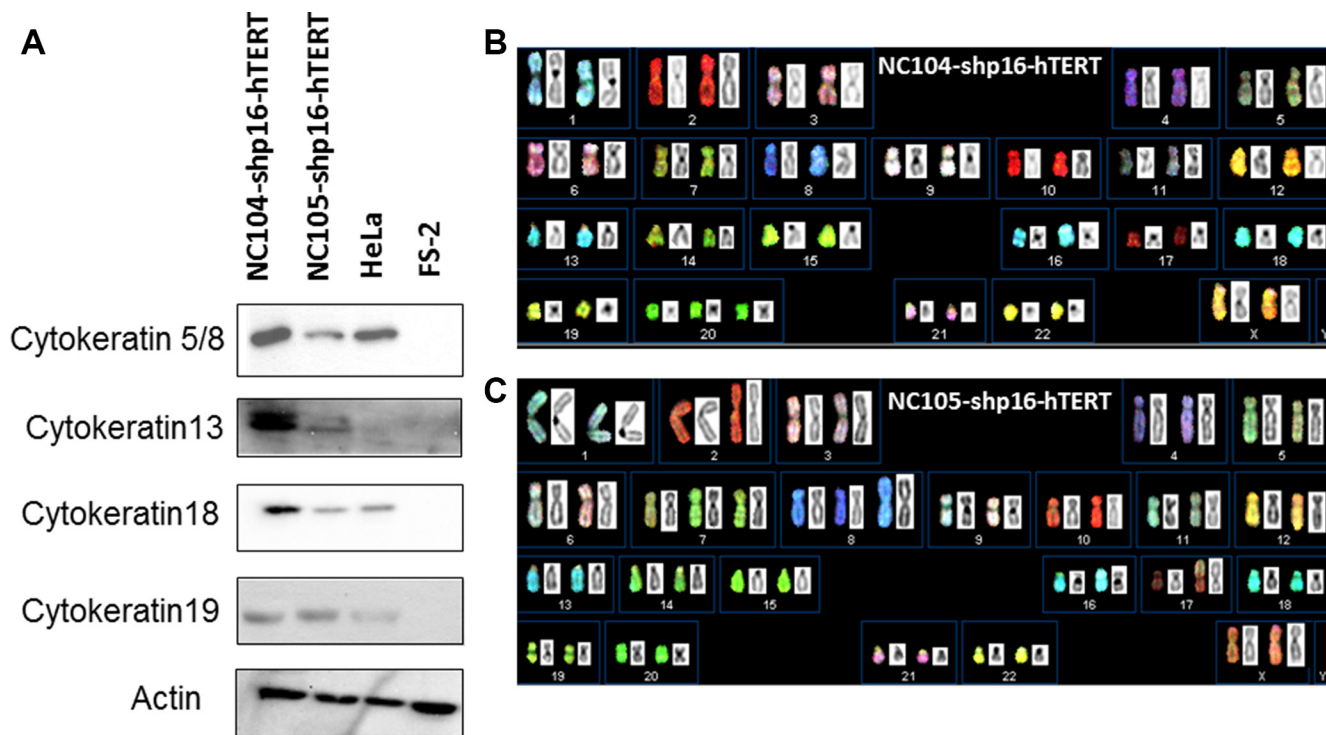 A
NC104-shp16-hTERT
NC105-shp16-hTERT
HeLa
FS-2
Cytokeratin 5/8
Cytokeratin13
Cytokeratin18
Cytokeratin19
Actin
B
NC104-shp16-hTERT
1 2 3 4 5
6 7 8 9 10 11 12
13 14 15 16 17 18
19 20 21 22 X Y
C
NC105-shp16-hTERT
1 2 3 4 5
6 7 8 9 10 11 12
13 14 15 16 17 18
19 20 21 22 X Y